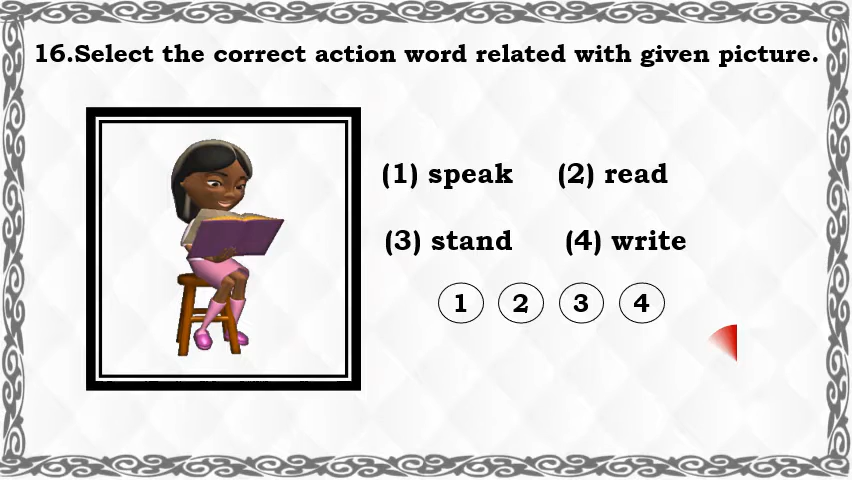 16.Select the correct action word related with given picture.
(1) speak (2) read
(3) stand (4) write
1 2 3 4